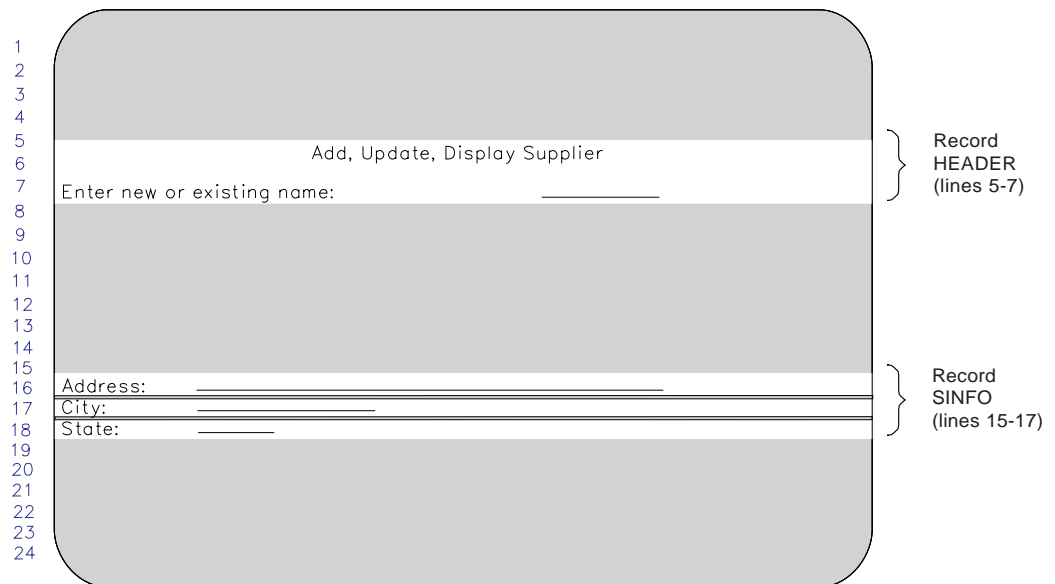 1
2
3
4
5
6
7
8
9
10
11
12
13
14
15
16
17
18
19
20
21
22
23
24
Add, Update, Display Supplier
Enter new or existing name:
Address:
City:
State:
Record
HEADER
(lines 5-7)
Record
SINFO
(lines 15-17)